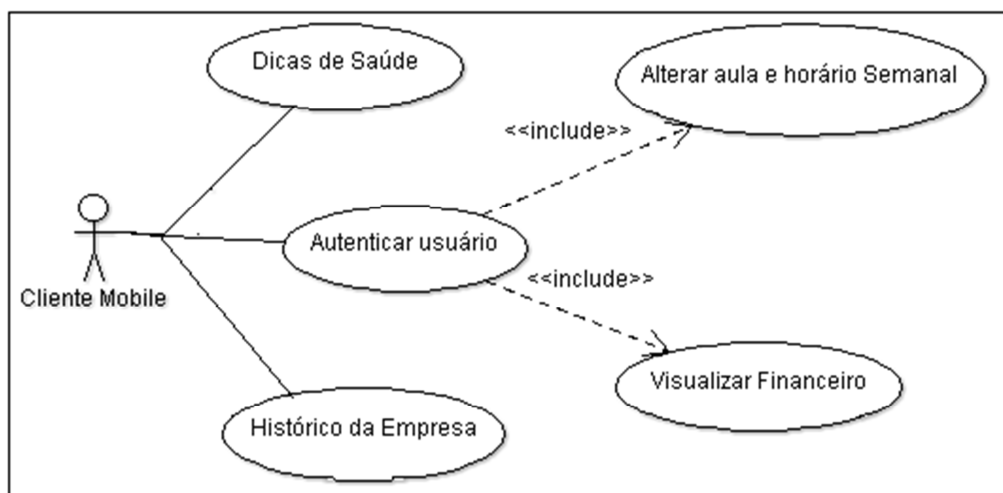 Dicas de Saúde
Alterar aula e horário Semanal
<<include>>
Autenticar usuário
<<include>>
Cliente Mobile
Visualizar Financeiro
Histórico da Empresa